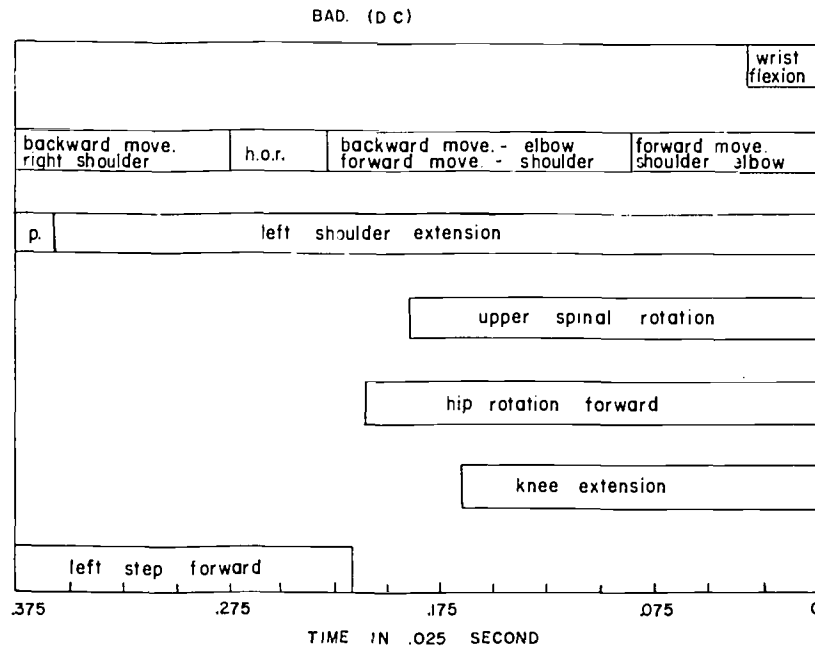 BAD. (DC)
wrist
flexion
backward move.
right shoulder
h.o.r.
backward move. - elbow
forward move. - shoulder
forward move.
shoulder elbow
p.
left shoulder extension
upper spinal rotation
hip rotation forward
knee extension
left step forward
.375 .275 .175 .075 0
TIME IN .025 SECOND